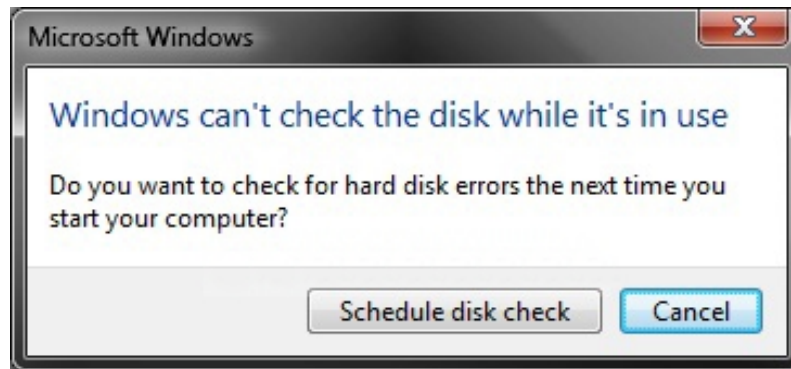 Microsoft Windows
Windows can't check the disk while it's in use
Do you want to check for hard disk errors the next time you
start your computer?
Schedule disk check
Cancel